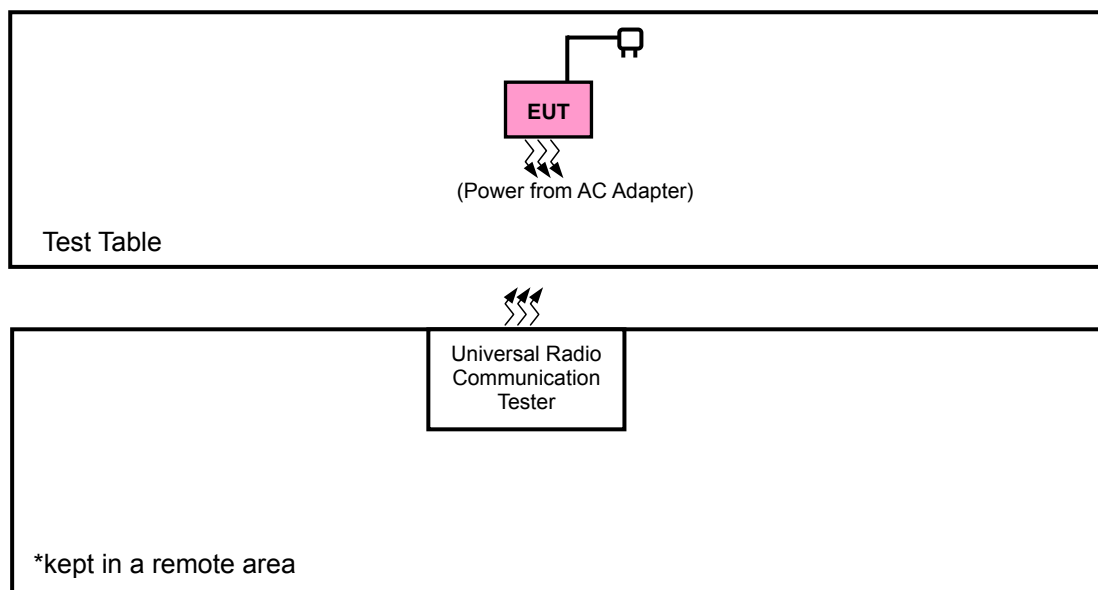 EUT
(Power from AC Adapter)
Test Table
Universal Radio
Communication
Tester
*kept in a remote area